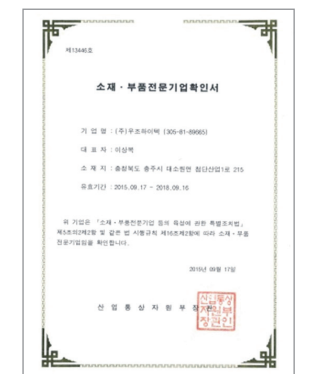 제13446호
소재 · 부품전문기업확인서
기 업 명 : (주)우조하이텍 (305-81-89665)
대 표 자 : 이상력
소 재 지 : 충청북도 충주시 대소원면 첨단산업1로 215
유효기간 : 2015.09.17 ~ 2018.09.16
위 기업은 「소재 · 부품전문기업 등의 육성에 관한 특별조치법」
제5조의2제2항 및 같은 법 시행규칙 제16조제2항에 따라 소재 · 부품
전문기업임을 확인합니다.
2015년 09월 17일
산 업 통 상 자 원 부 장